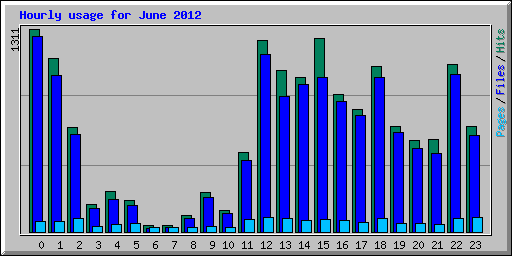 Hourly usage for June 2012
1311
Pages/Files/Hits
0 1 2 3 4 5 6 7 8 9 10 11 12 13 14 15 16 17 18 19 20 21 22 23